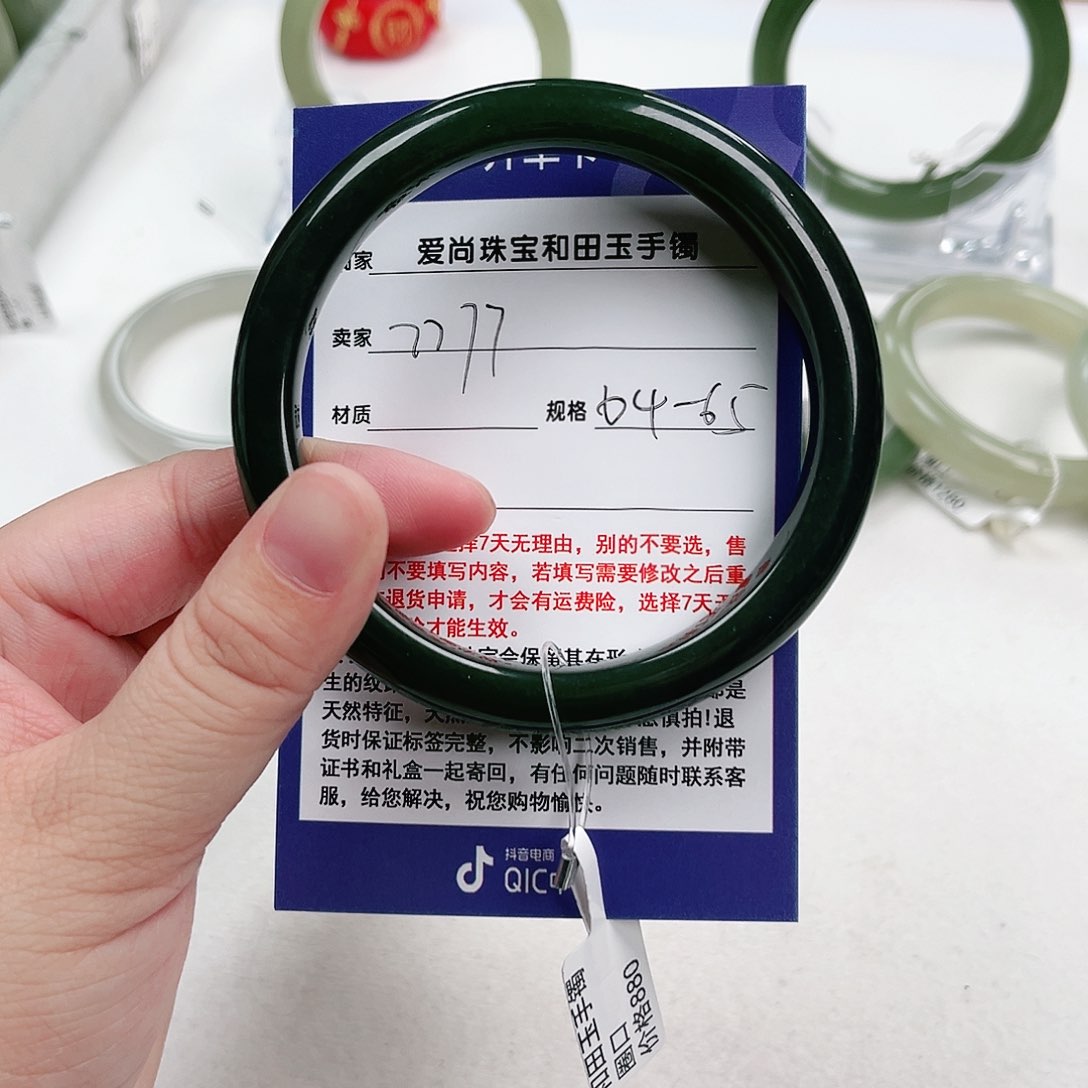 爱尚珠宝和田玉手镯
卖家 7777
材质 规格 64-65
7天无理由，别的不要选，售
不要填写内容，若填写需要修改之后重
退货申请，才会有运费险，选择7天
才能生效。
生的纹
天然特征，慎拍!退
货时保证标签完整，不影响二次销售，并附带
证书和礼盒一起寄回，有任何问题随时联系客
服，给您解决，祝您购物愉快。
抖音电商
QIC
和田玉手镯
圈口
价格880